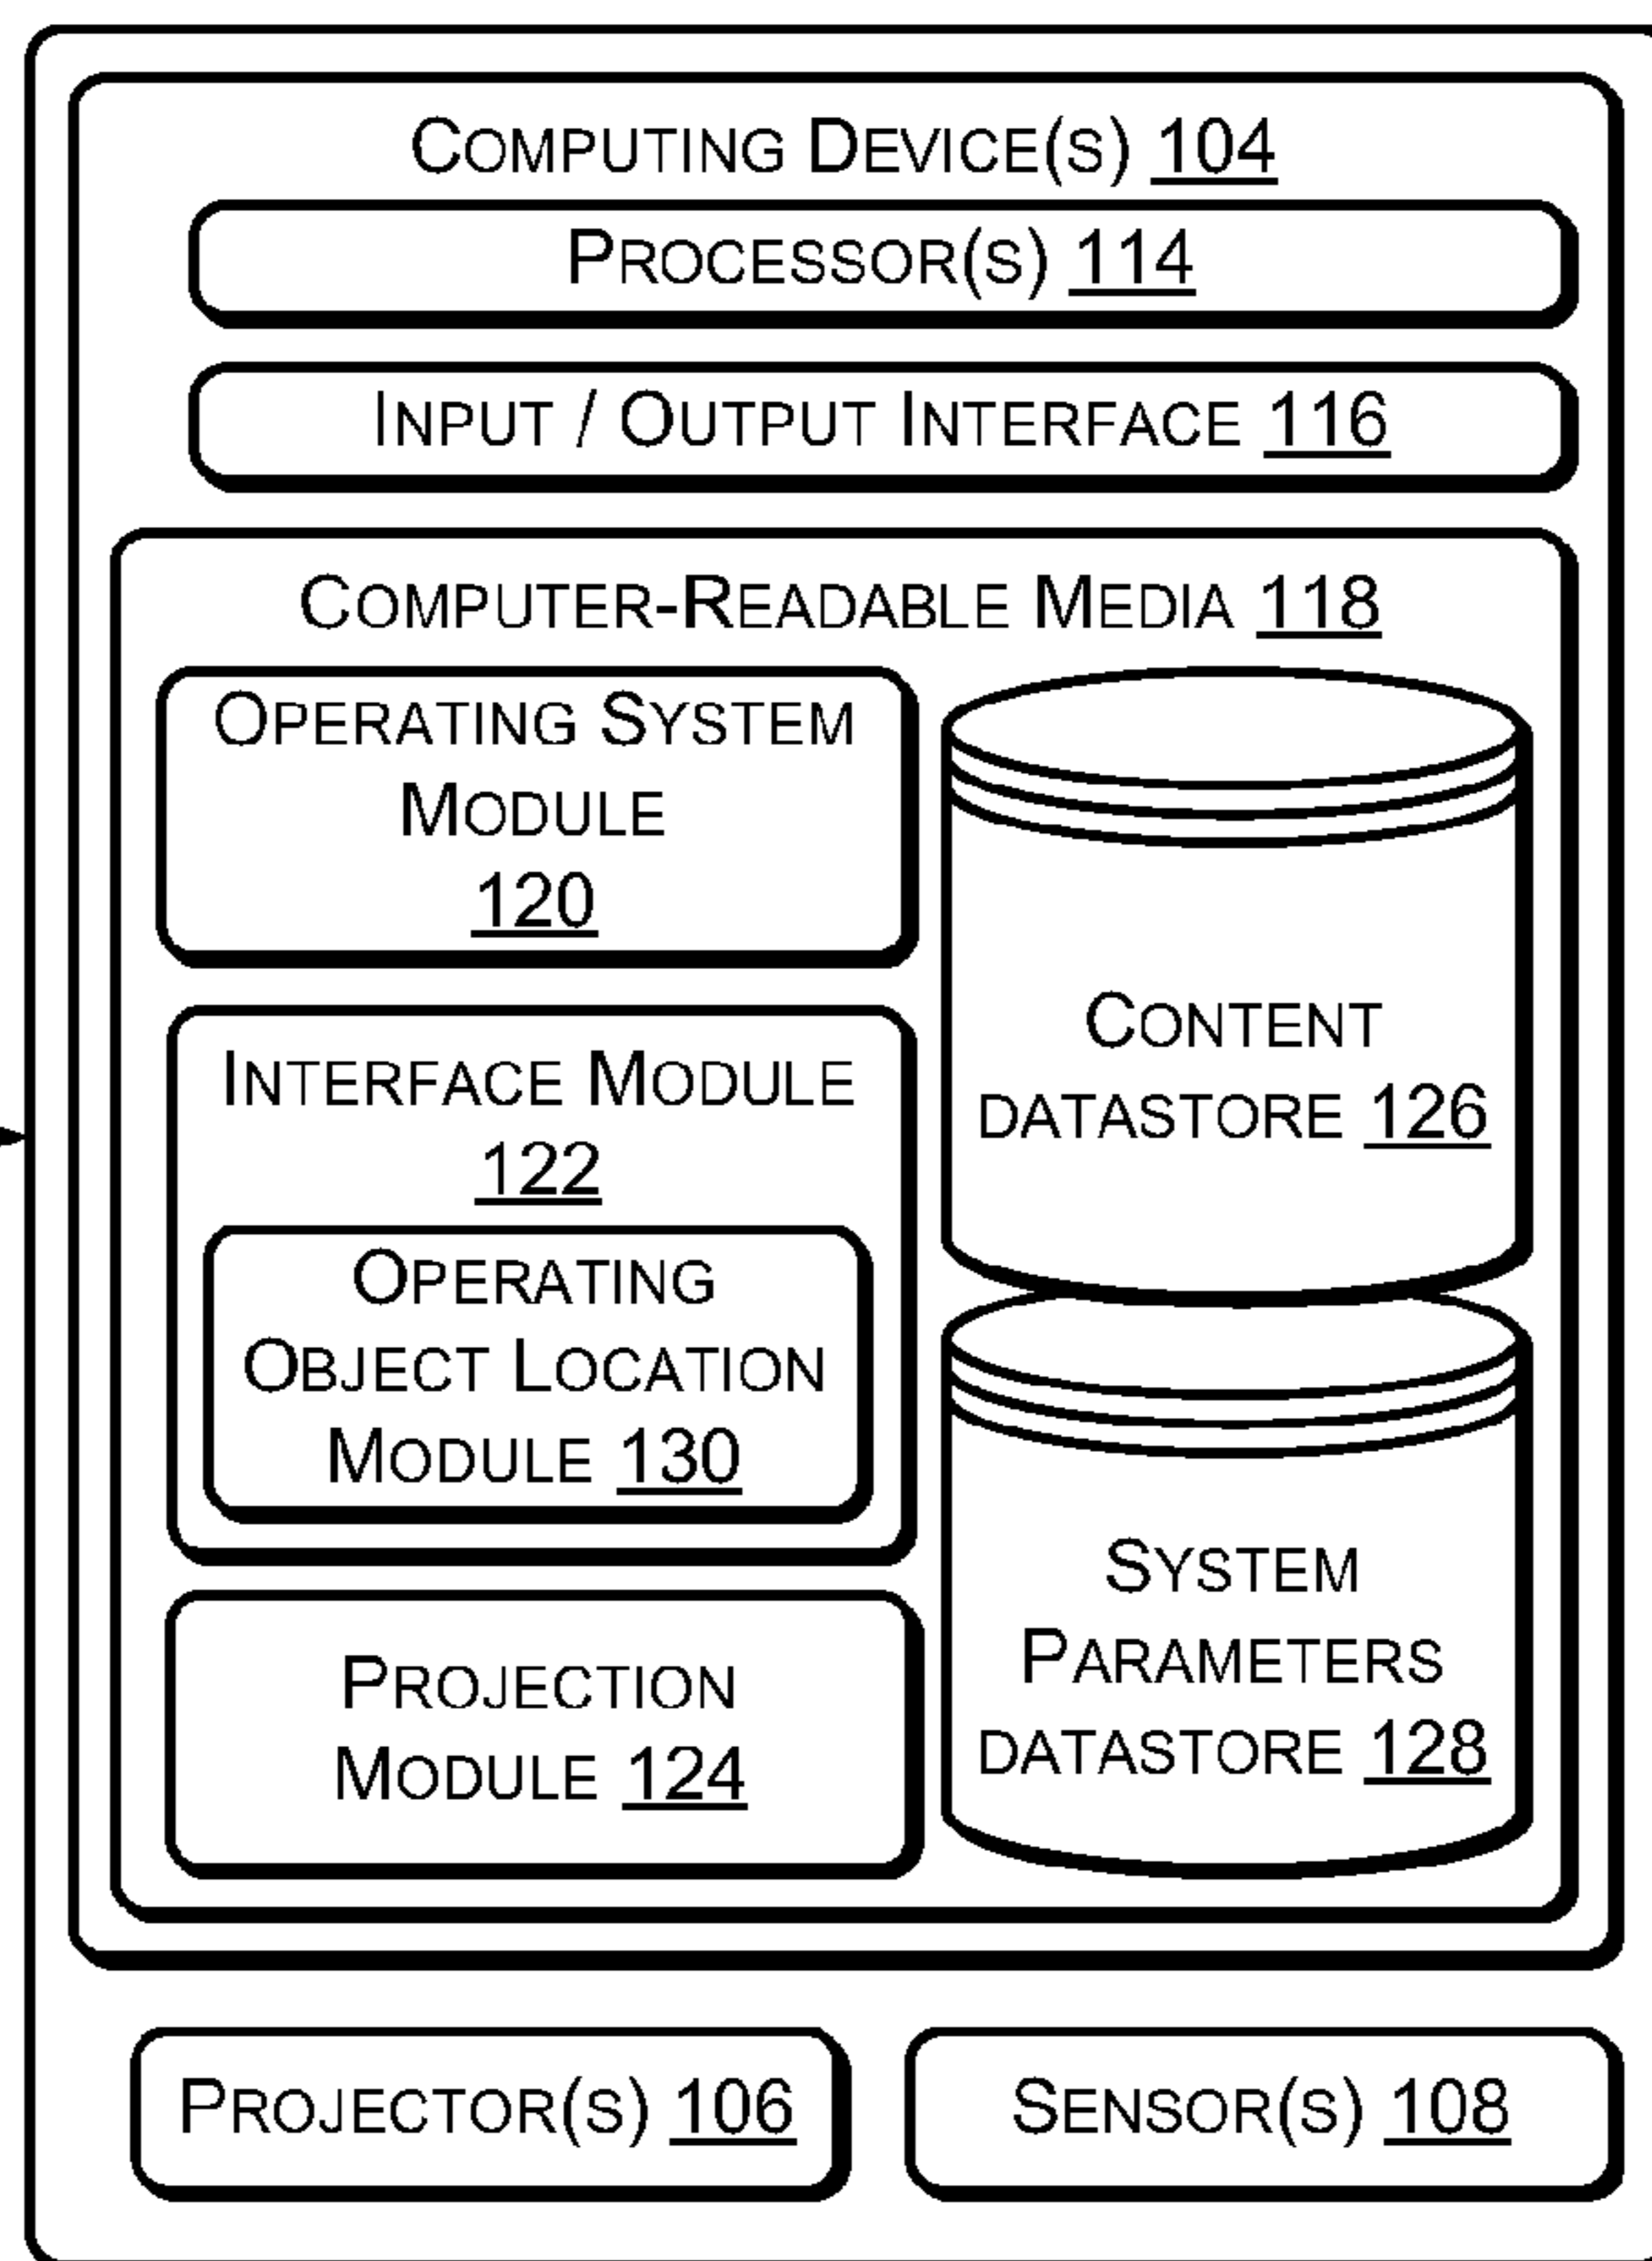 COMPUTING DEVICE(S) 104
PROCESSOR(S) 114
INPUT / OUTPUT INTERFACE 116
COMPUTER-READABLE MEDIA 118
OPERATING SYSTEM
MODULE
120
INTERFACE MODULE
122
OPERATING
OBJECT LOCATION
MODULE 130
PROJECTION
MODULE 124
CONTENT
DATASTORE 126
SYSTEM
PARAMETERS
DATASTORE 128
PROJECTOR(S) 106
SENSOR(S) 108